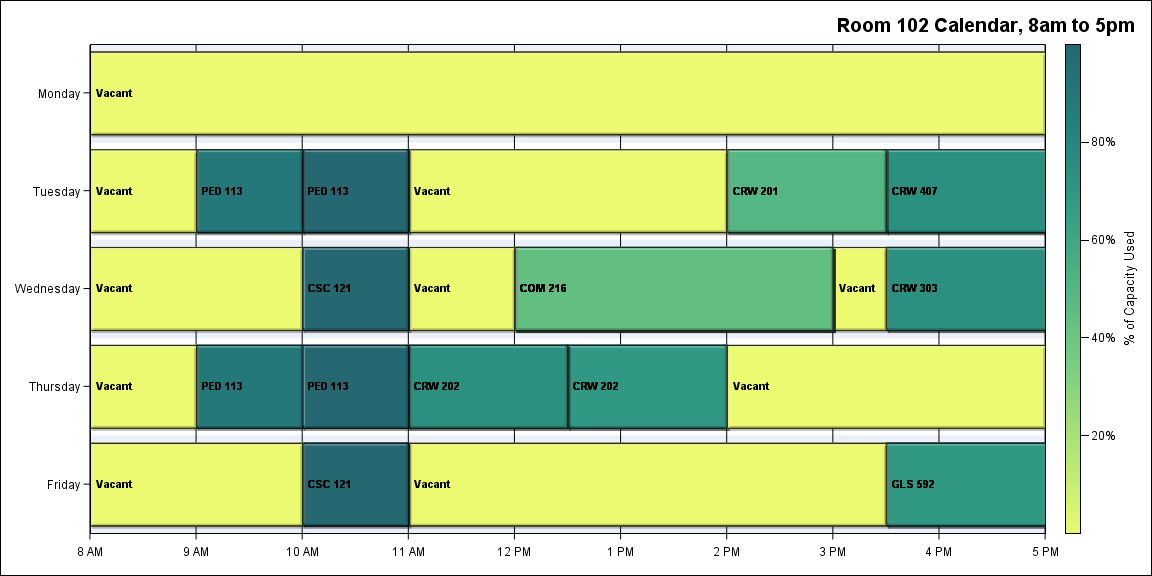 Room 102 Calendar, 8am to 5pm
Monday
Vacant
Tuesday
Vacant
PED 113
PED 113
Vacant
CRW 201
CRW 407
Wednesday
Vacant
CSC 121
Vacant
COM 216
Vacant
CRW 303
Thursday
Vacant
PED 113
PED 113
CRW 202
CRW 202
Vacant
Friday
Vacant
CSC 121
Vacant
GLS 592
8 AM
9 AM
10 AM
11 AM
12 PM
1 PM
2 PM
3 PM
4 PM
5 PM
80%
60%
40%
20%
% of Capacity Used